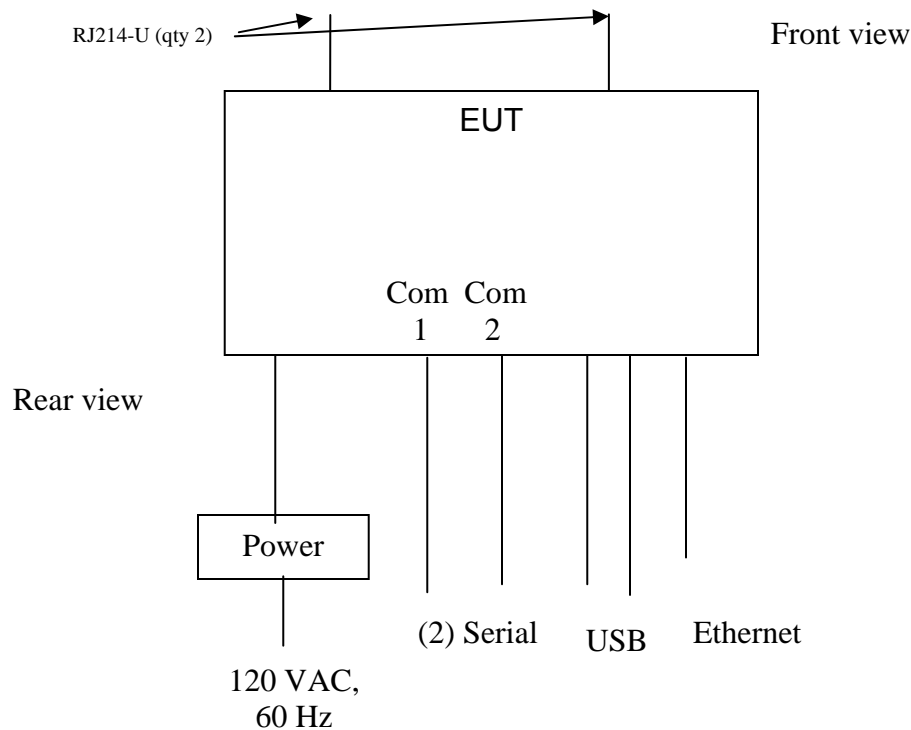 RJ214-U (qty 2)
Front view
EUT
Com Com
1 2
Rear view
Power
(2) Serial
USB
Ethernet
120 VAC,
60 Hz